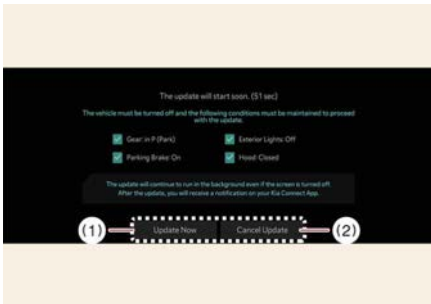 The update will start soon. (51 sec)
The vehicle must be turned off and the following conditions must be maintained to proceed
with the update.
Gear: in P (Park)
Exterior Lights: Off
Parking Brake: On
Hood: Closed
The update will continue to run in the background even if the screen is turned off.
After the update, you will receive a notification on your Kia Connect App.
(1)
Update Now
Cancel Update
(2)